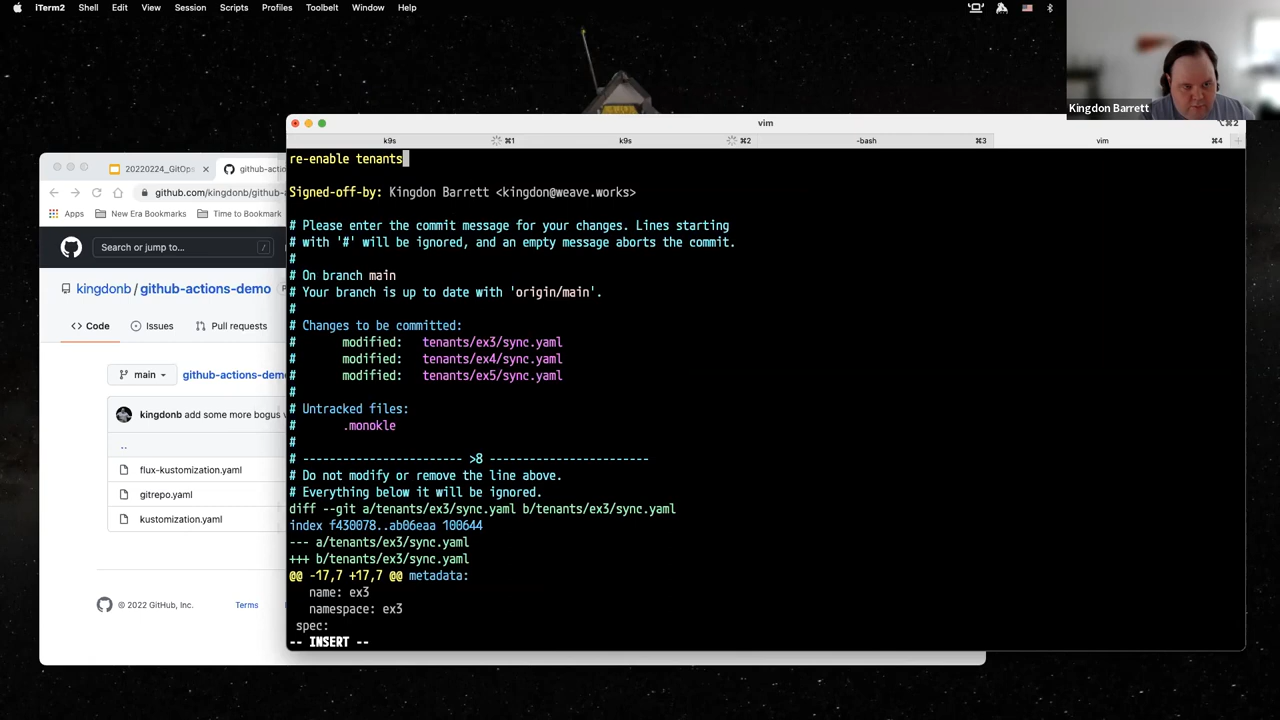 iTerm2 Shell Edit View Session Scripts Profiles Toolbelt Window Help
Kingdon Barrett
vim
⌥⌘2
k9s ⌘1 k9s ⌘2 -bash ⌘3 vim ⌘4
re-enable tenants
Signed-off-by: Kingdon Barrett <kingdon@weave.works>
# Please enter the commit message for your changes. Lines starting
# with '#' will be ignored, and an empty message aborts the commit.
#
# On branch main
# Your branch is up to date with 'origin/main'.
#
# Changes to be committed:
#       modified:   tenants/ex3/sync.yaml
#       modified:   tenants/ex4/sync.yaml
#       modified:   tenants/ex5/sync.yaml
#
# Untracked files:
#       .monokle
#
# ------------------------ >8 ------------------------
# Do not modify or remove the line above.
# Everything below it will be ignored.
diff --git a/tenants/ex3/sync.yaml b/tenants/ex3/sync.yaml
index f430078..ab06eaa 100644
--- a/tenants/ex3/sync.yaml
+++ b/tenants/ex3/sync.yaml
@@ -17,7 +17,7 @@ metadata:
   name: ex3
   namespace: ex3
 spec:
-- INSERT --
20220224_GitOps github-acti
github.com/kingdonb/github-
Apps New Era Bookmarks Time to Bookmark
Search or jump to... /
kingdonb / github-actions-demo
Code Issues Pull requests
main github-actions-dem
kingdonb add some more bogus
..
flux-kustomization.yaml
gitrepo.yaml
kustomization.yaml
© 2022 GitHub, Inc. Terms